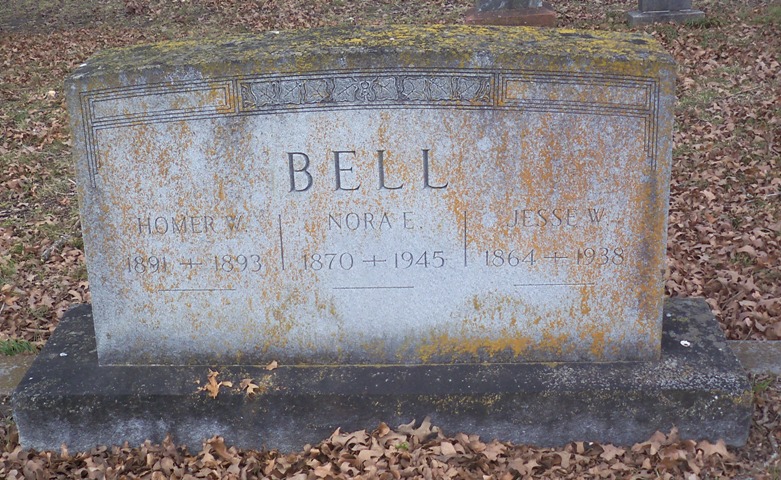 BELL
HOMER W. NORA E. JESSE W.
1891 + 1893 1870 + 1945 1864 + 1938